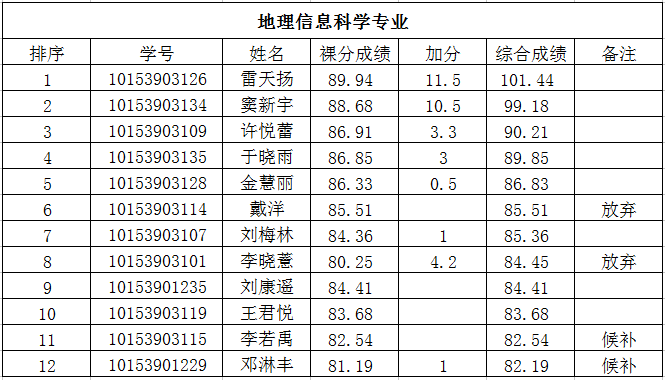 地理信息科学专业
排序 学号 姓名 裸分成绩 加分 综合成绩 备注
1 10153903126 雷天扬 89.94 11.5 101.44
2 10153903134 窦新宇 88.68 10.5 99.18
3 10153903109 许悦蕾 86.91 3.3 90.21
4 10153903135 于晓雨 86.85 3 89.85
5 10153903128 金慧丽 86.33 0.5 86.83
6 10153903114 戴洋 85.51 85.51 放弃
7 10153903107 刘梅林 84.36 1 85.36
8 10153903101 李晓薏 80.25 4.2 84.45 放弃
9 10153901235 刘康遥 84.41 84.41
10 10153903119 王君悦 83.68 83.68
11 10153903115 李若禹 82.54 82.54 候补
12 10153901229 邓淋丰 81.19 1 82.19 候补